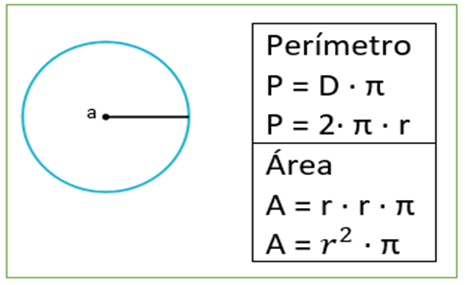 a
Perímetro
P = D · π
P = 2· π · r
Área
A = r · r · π
A = r² · π